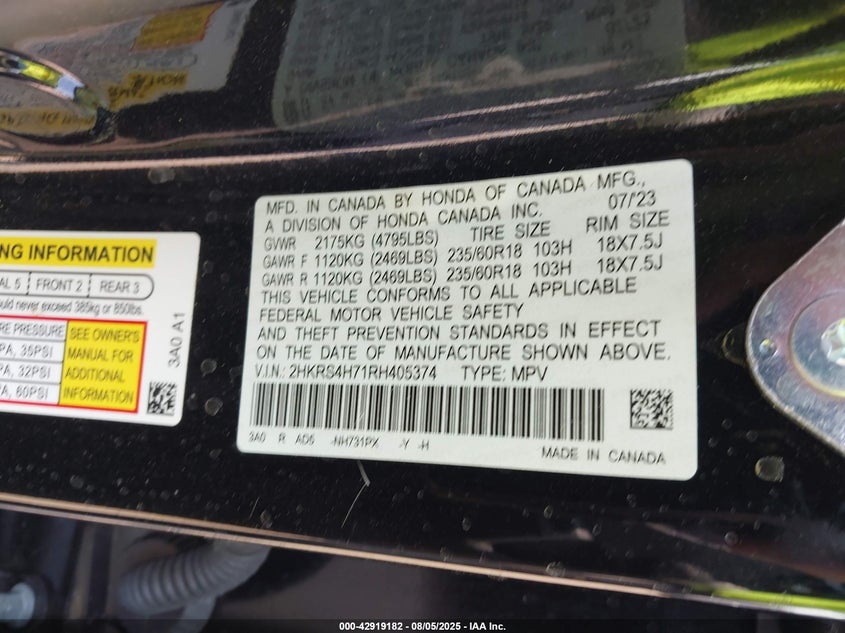 MFD. IN CANADA BY HONDA OF CANADA MFG.,
A DIVISION OF HONDA CANADA INC. 07/'23
GVWR 2175KG (4795LBS) TIRE SIZE RIM SIZE
GAWR F 1120KG (2469LBS) 235/60R18 103H 18X7.5J
GAWR R 1120KG (2469LBS) 235/60R18 103H 18X7.5J
THIS VEHICLE CONFORMS TO ALL APPLICABLE
FEDERAL MOTOR VEHICLE SAFETY
AND THEFT PREVENTION STANDARDS IN EFFECT
ON THE DATE OF MANUFACTURE SHOWN ABOVE.
V.I.N.: 2HKRS4H71RH405374 TYPE: MPV
3A0 R AD5 -NH731PX -Y -H
MADE IN CANADA
NG INFORMATION
AL 5 FRONT 2 REAR 3
ould never exceed 385kg or 850lbs.
RE PRESSURE SEE OWNER'S
PA, 35PSI MANUAL FOR
PA, 32PSI ADDITIONAL
PA, 60PSI INFORMATION
3A0 A1
000-42919182 - 08/05/2025 - IAA Inc.